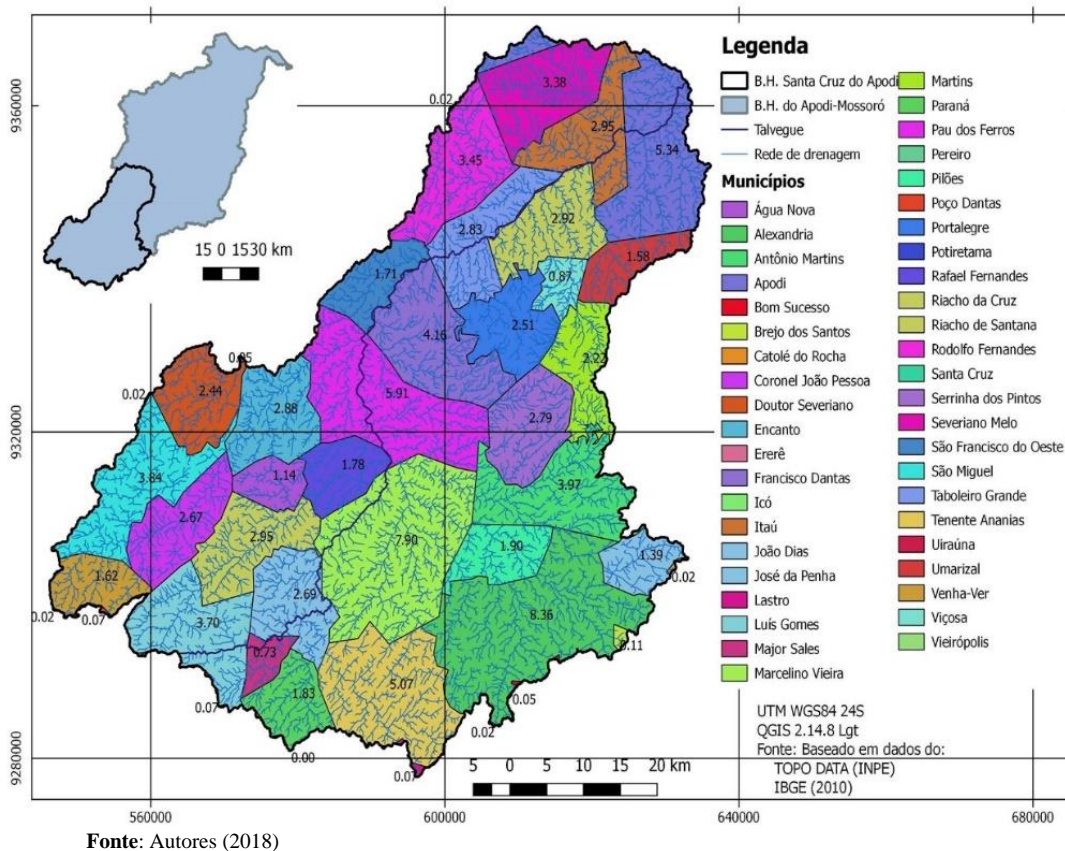 560000
600000
640000
680000
9360000
9320000
9280000
15 0 1530 km
Legenda
B.H. Santa Cruz do Apodi
B.H. do Apodi-Mossoró
Talvegue
Rede de drenagem
Municípios
Água Nova
Alexandria
Antônio Martins
Apodi
Bom Sucesso
Brejo dos Santos
Catolé do Rocha
Coronel João Pessoa
Doutor Severiano
Encanto
Ererê
Francisco Dantas
Icó
Itaú
João Dias
José da Penha
Lastro
Luís Gomes
Major Sales
Marcelino Vieira
Martins
Paraná
Pau dos Ferros
Pereiro
Pilões
Poço Dantas
Portalegre
Potiretama
Rafael Fernandes
Riacho da Cruz
Riacho de Santana
Rodolfo Fernandes
Santa Cruz
Serrinha dos Pintos
Severiano Melo
São Francisco do Oeste
São Miguel
Taboleiro Grande
Tenente Ananias
Uiraúna
Umarizal
Venha-Ver
Viçosa
Vieirópolis
0.02
3.38
2.95
3.45
5.34
2.92
2.83
1.58
0.87
1.71
4.16
2.51
2.23
0.05
2.44
0.02
2.88
5.91
2.79
3.84
1.14
1.78
3.97
2.67
2.95
7.90
1.90
1.39
0.02
1.62
0.02
0.07
2.69
3.70
8.36
0.11
0.73
0.07
1.83
5.07
0.05
0.02
0.00
0.07
UTM WGS84 24S
QGIS 2.14.8 Lgt
Fonte: Baseado em dados do:
TOPO DATA (INPE)
IBGE (2010)
5 0 5 10 15 20 km
560000
600000
640000
680000
Fonte: Autores (2018)